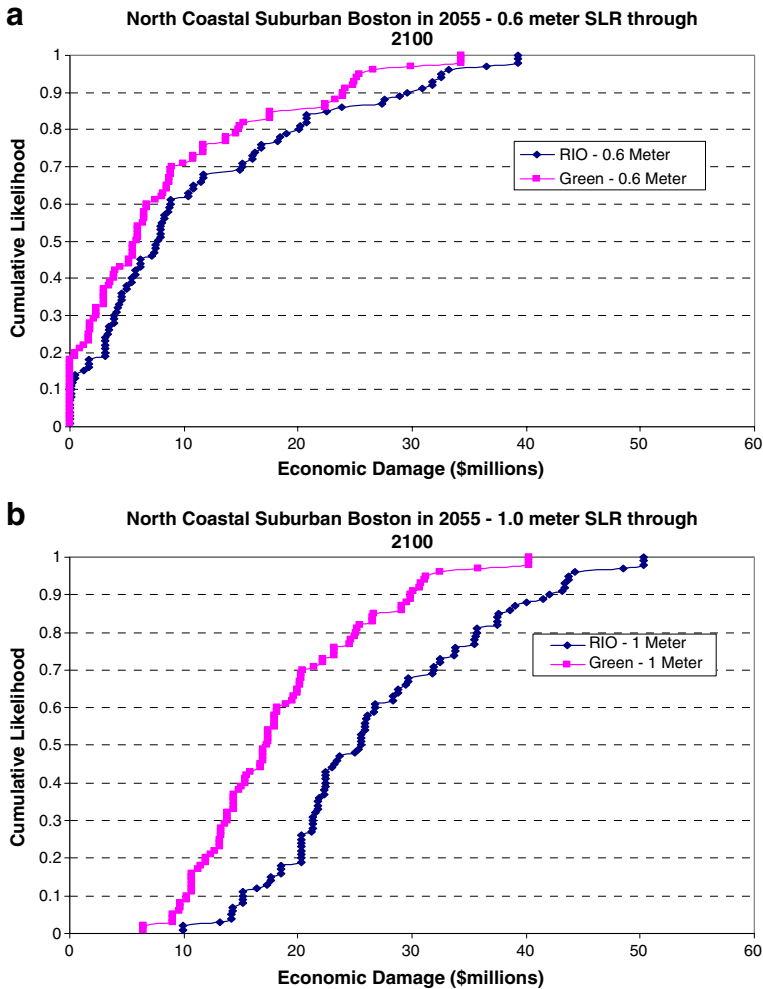 a
North Coastal Suburban Boston in 2055 - 0.6 meter SLR through
2100
1
0.9
0.8
0.7
0.6
0.5
0.4
0.3
0.2
0.1
0
Cumulative Likelihood
RIO - 0.6 Meter
Green - 0.6 Meter
0 10 20 30 40 50 60
Economic Damage ($millions)
b
North Coastal Suburban Boston in 2055 - 1.0 meter SLR through
2100
1
0.9
0.8
0.7
0.6
0.5
0.4
0.3
0.2
0.1
0
Cumulative Likelihood
RIO - 1 Meter
Green - 1 Meter
0 10 20 30 40 50 60
Economic Damage ($millions)